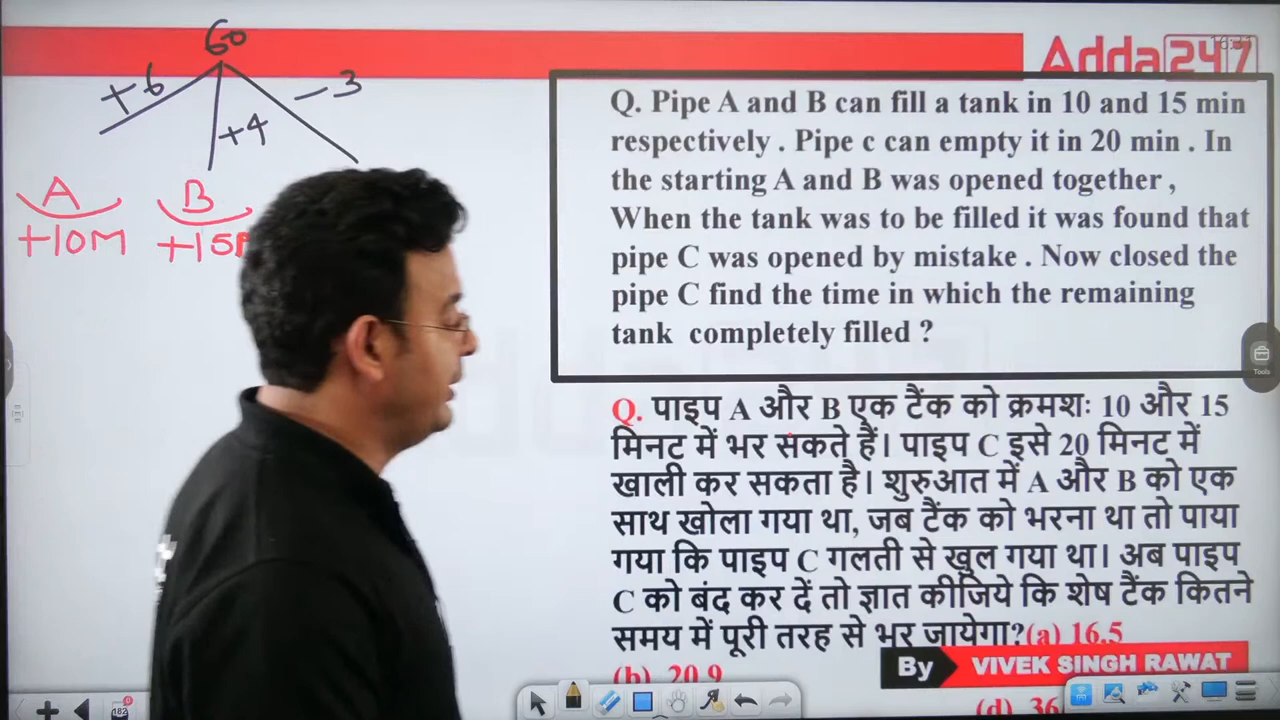 60
Adda247
+6
+4
-3
A B
+10M +15
Q. Pipe A and B can fill a tank in 10 and 15 min
respectively . Pipe c can empty it in 20 min . In
the starting A and B was opened together ,
When the tank was to be filled it was found that
pipe C was opened by mistake . Now closed the
pipe C find the time in which the remaining
tank completely filled ?
Tools
Q. पाइप A और B एक टैंक को क्रमशः 10 और 15
मिनट में भर सकते हैं। पाइप C इसे 20 मिनट में
खाली कर सकता है। शुरुआत में A और B को एक
साथ खोला गया था, जब टैंक को भरना था तो पाया
गया कि पाइप C गलती से खुल गया था। अब पाइप
C को बंद कर दें तो ज्ञात कीजिये कि शेष टैंक कितने
समय में पूरी तरह से भर जायेगा?(a) 16.5
(b) 20.9
By VIVEK SINGH RAWAT
(d) 36
182